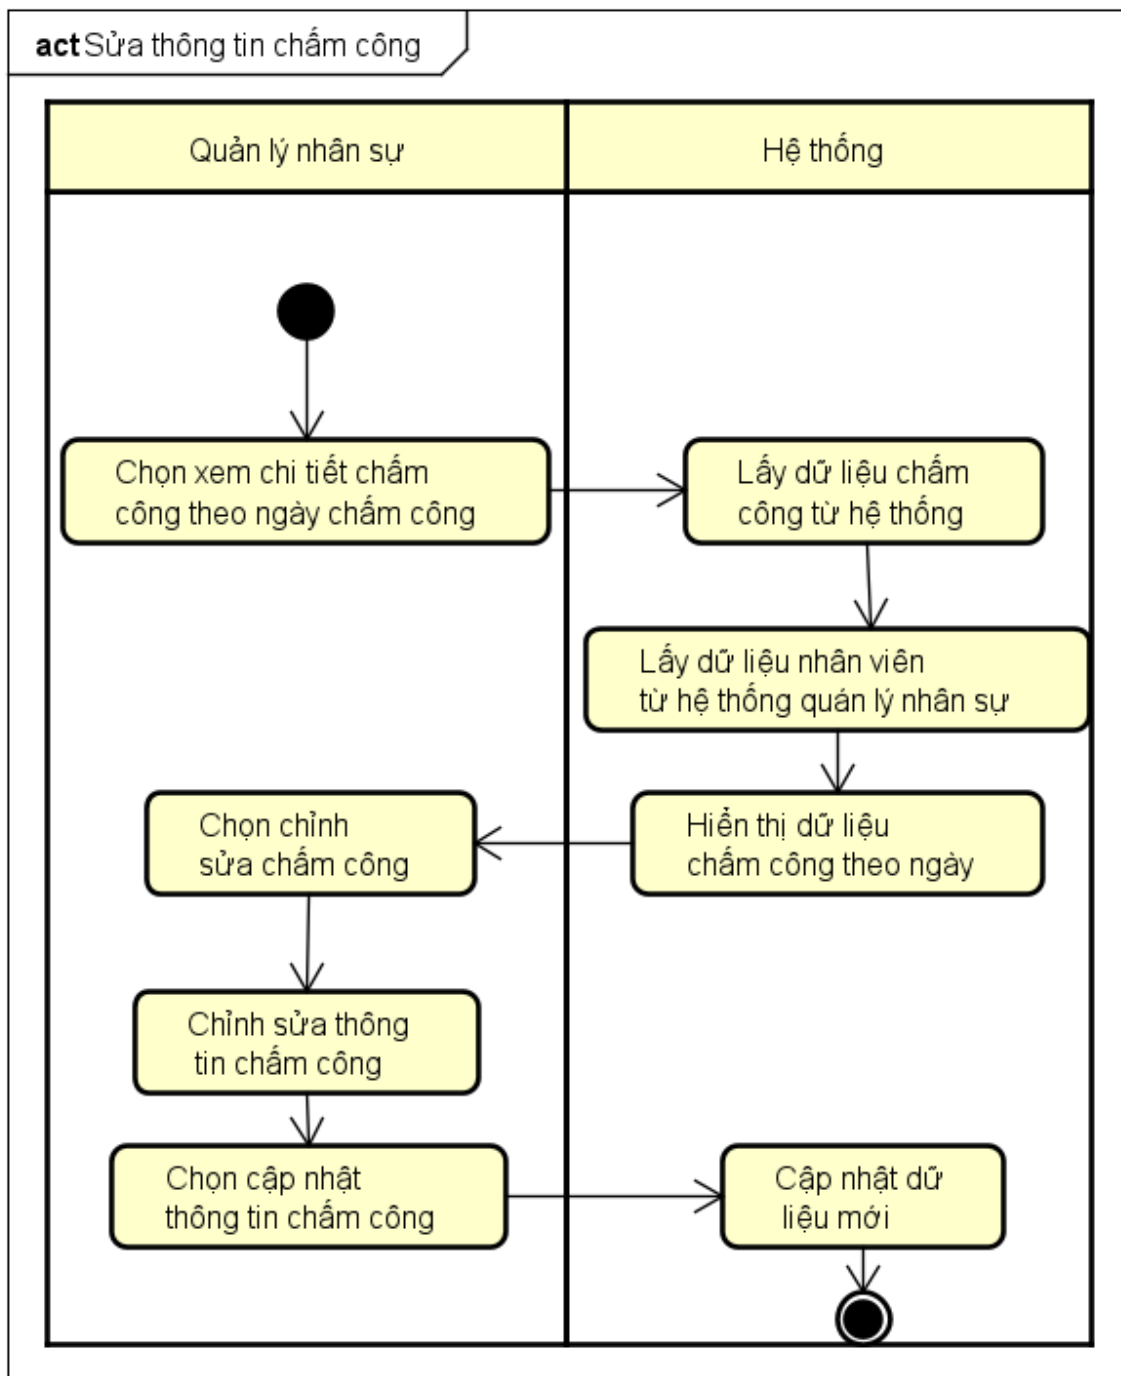 act Sửa thông tin chấm công
Quản lý nhân sự
Hệ thống
Chọn xem chi tiết chấm
công theo ngày chấm công
Lấy dữ liệu chấm
công từ hệ thống
Lấy dữ liệu nhân viên
từ hệ thống quán lý nhân sự
Hiển thị dữ liệu
chấm công theo ngày
Chọn chỉnh
sửa chấm công
Chỉnh sửa thông
tin chấm công
Chọn cập nhật
thông tin chấm công
Cập nhật dữ
liệu mới